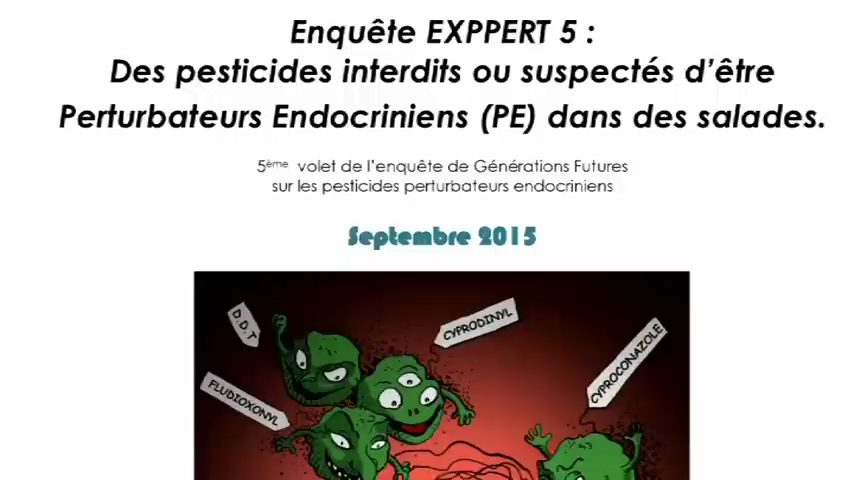 Enquête EXPPERT 5 :
Des pesticides interdits ou suspectés d'être
Perturbateurs Endocriniens (PE) dans des salades.
5ème volet de l'enquête de Générations Futures
sur les pesticides perturbateurs endocriniens
Septembre 2015
D.D.T
CYPRODINYL
CYPROCONAZOLE
FLUDIOXONYL